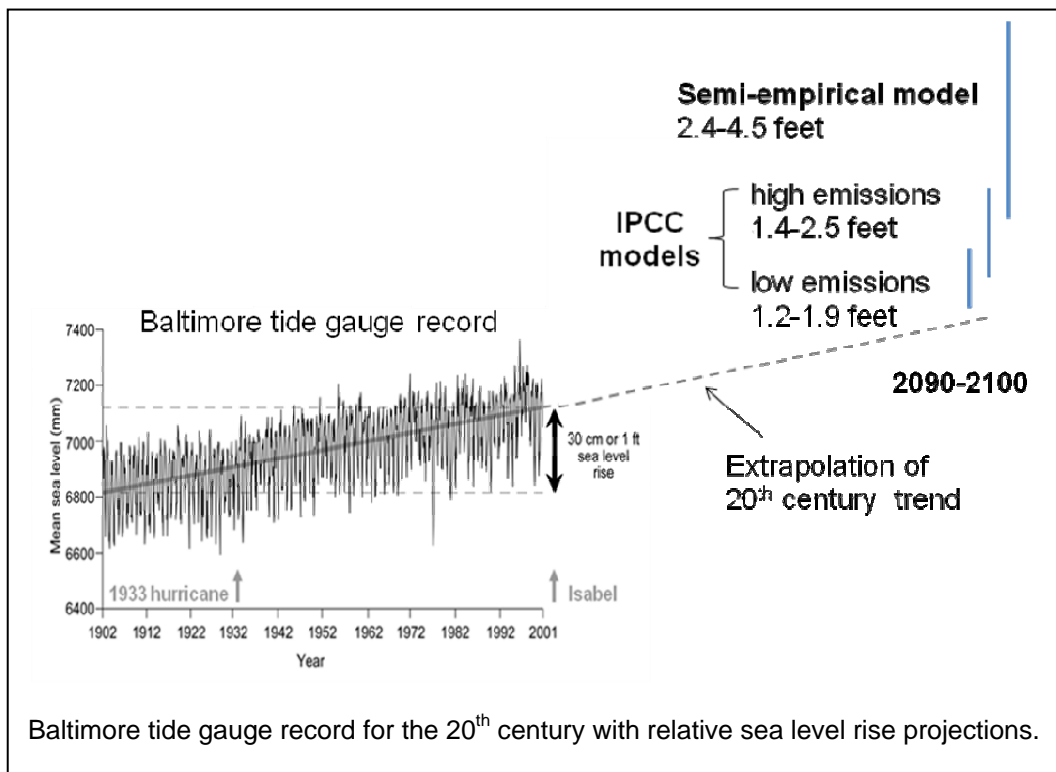 Semi-empirical model
2.4-4.5 feet
IPCC
models
high emissions
1.4-2.5 feet
low emissions
1.2-1.9 feet
2090-2100
Extrapolation of
20th century trend
Baltimore tide gauge record
Mean sea level (mm)
7400
7200
7000
6800
6600
6400
30 cm or 1 ft
sea level
rise
1933 hurricane
Isabel
1902 1912 1922 1932 1942 1952 1962 1972 1982 1992 2001
Year
Baltimore tide gauge record for the 20th century with relative sea level rise projections.